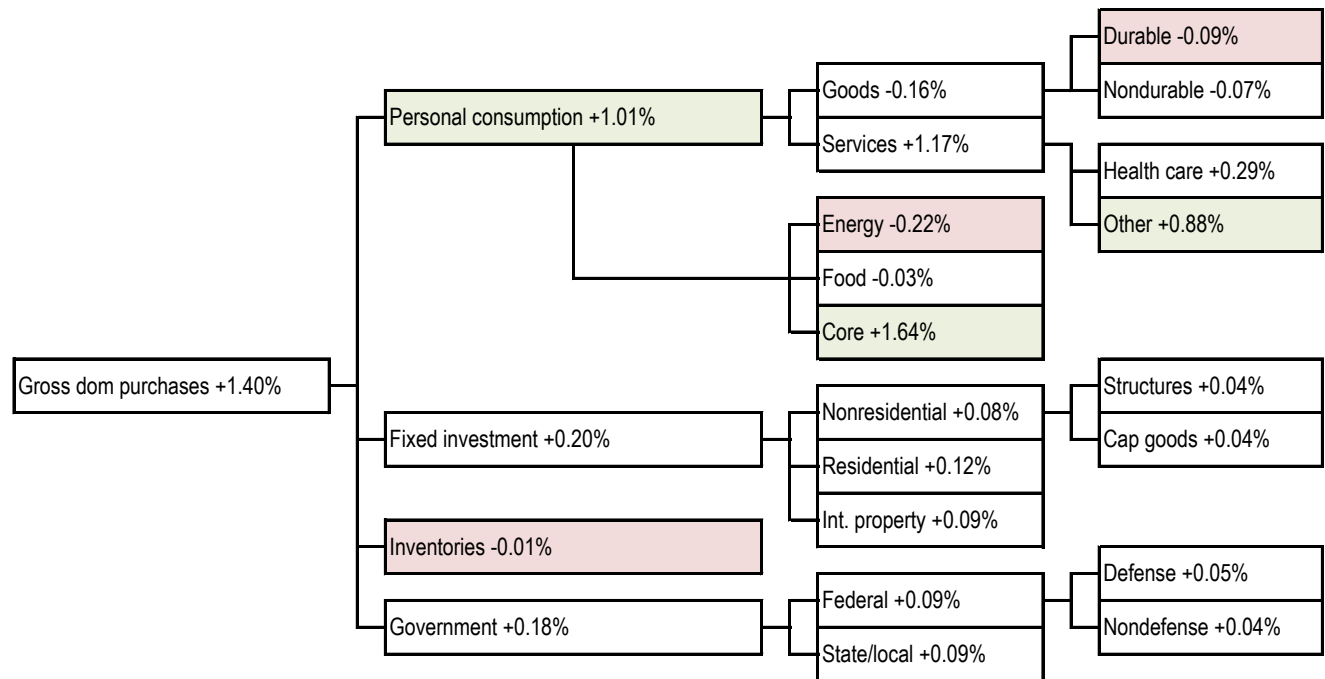 Gross dom purchases +1.40%
Personal consumption +1.01%
Goods -0.16%
Durable -0.09%
Nondurable -0.07%
Services +1.17%
Health care +0.29%
Other +0.88%
Energy -0.22%
Food -0.03%
Core +1.64%
Fixed investment +0.20%
Nonresidential +0.08%
Structures +0.04%
Cap goods +0.04%
Residential +0.12%
Int. property +0.09%
Inventories -0.01%
Government +0.18%
Federal +0.09%
Defense +0.05%
Nondefense +0.04%
State/local +0.09%